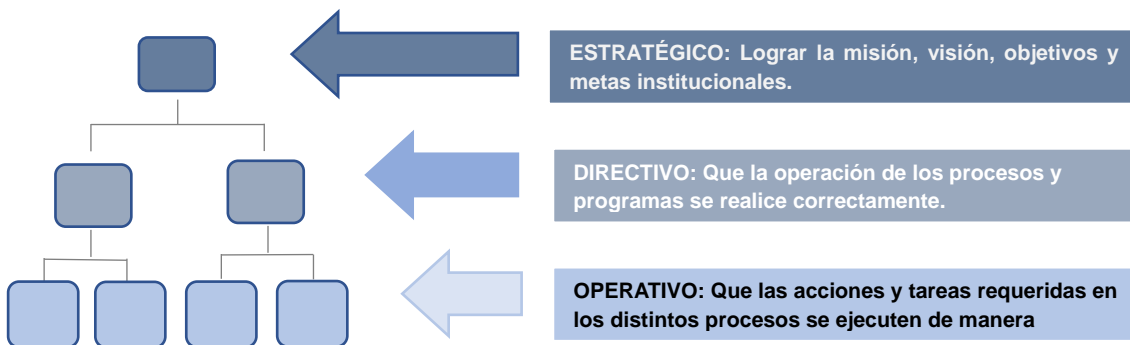 ESTRATÉGICO: Lograr la misión, visión, objetivos y
metas institucionales.
DIRECTIVO: Que la operación de los procesos y
programas se realice correctamente.
OPERATIVO: Que las acciones y tareas requeridas en
los distintos procesos se ejecuten de manera